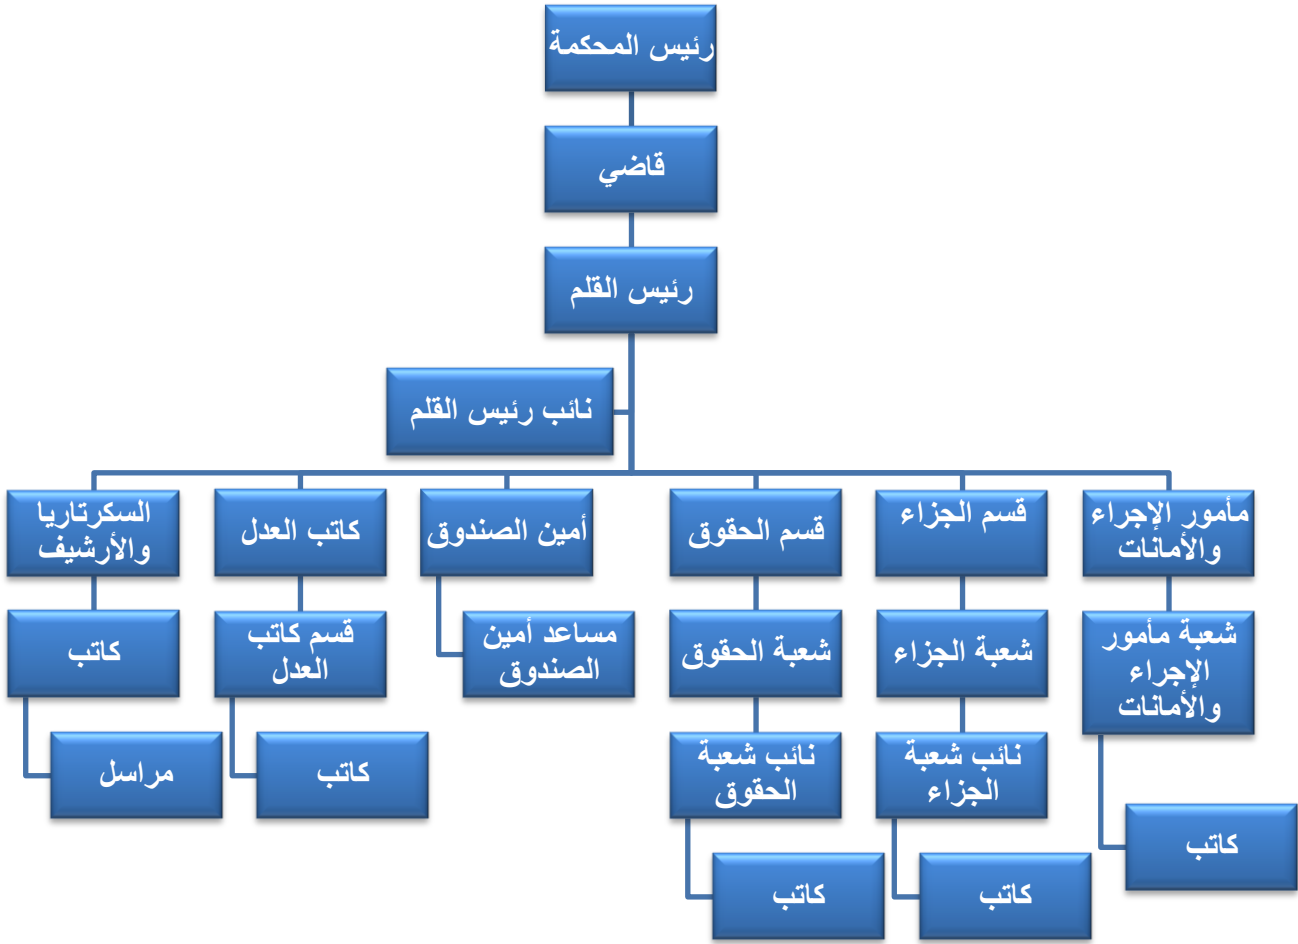 رئيس المحكمة
قاضي
رئيس القلم
نائب رئيس القلم
مأمور الإجراء
والأمانات
قسم الجزاء
قسم الحقوق
أمين الصندوق
كاتب العدل
السكرتاريا
والأرشيف
شعبة مأمور
الإجراء
والأمانات
شعبة الجزاء
شعبة الحقوق
مساعد أمين
الصندوق
قسم كاتب
العدل
كاتب
نائب شعبة
الجزاء
نائب شعبة
الحقوق
كاتب
مراسل
كاتب
كاتب
كاتب